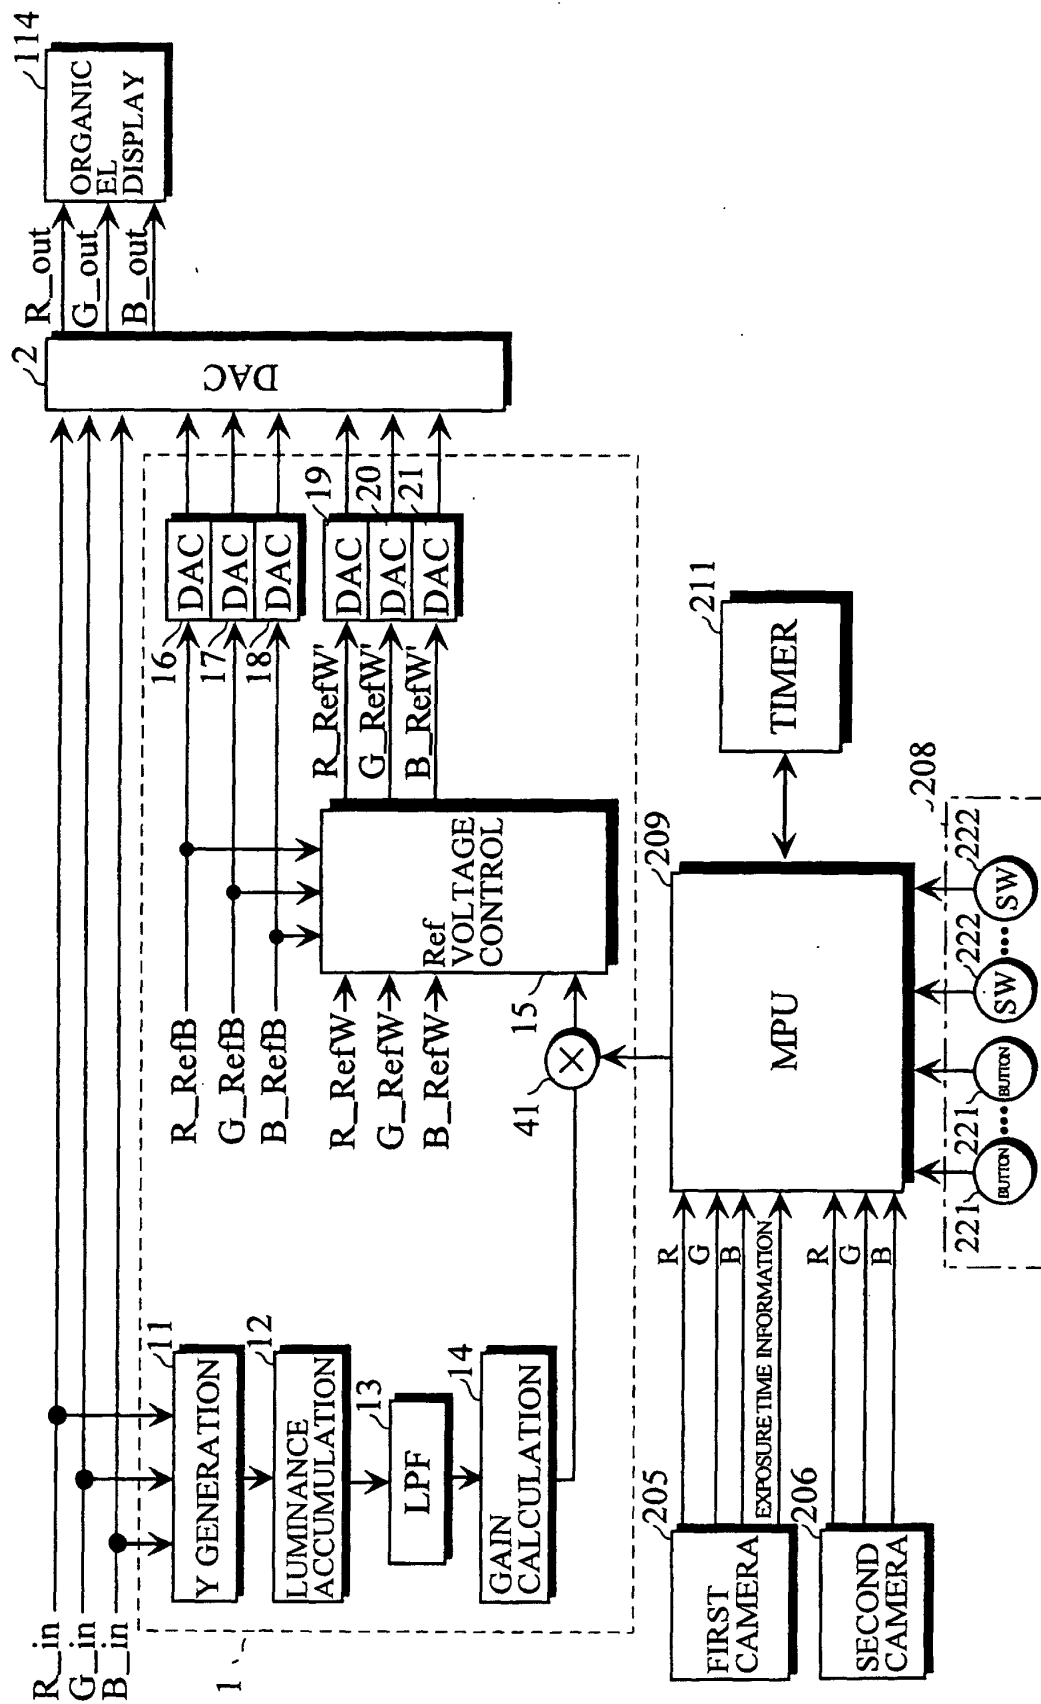 R_in
G_in
B_in
1
11
Y GENERATION
12
LUMINANCE
ACCUMULATION
13
LPF
14
GAIN
CALCULATION
41
×
R_RefB
G_RefB
B_RefB
R_RefW
G_RefW
B_RefW
15
Ref
VOLTAGE
CONTROL
R_RefW'
G_RefW'
B_RefW'
16
DAC
17
DAC
18
DAC
19
DAC
20
DAC
21
DAC
2
DAC
R_out
G_out
B_out
114
ORGANIC
EL
DISPLAY
205
FIRST
CAMERA
R
G
B
EXPOSURE TIME INFORMATION
206
SECOND
CAMERA
R
G
B
209
MPU
211
TIMER
208
221
BUTTON
221
BUTTON
222
SW
222
SW